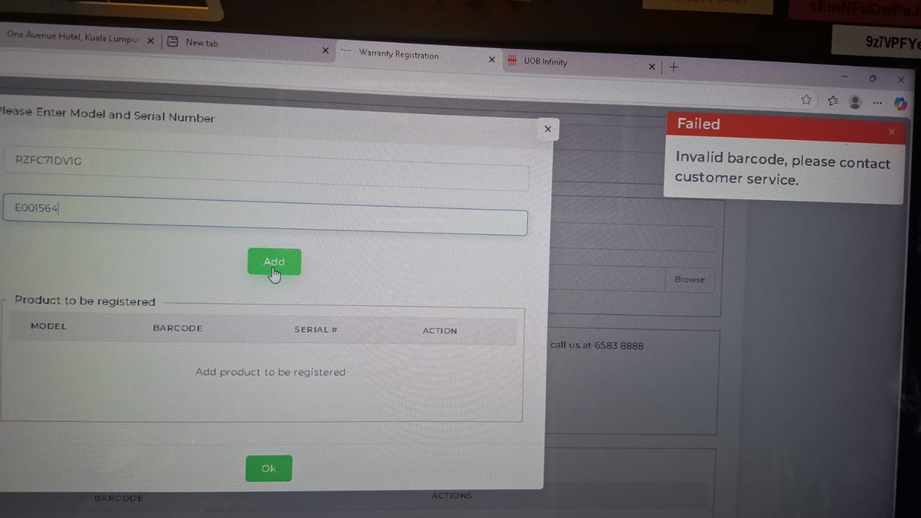 One Avenue Hotel, Kuala Lumpur
New tab
Warranty Registration
UOB Infinity
9z7VPFY
Please Enter Model and Serial Number
Failed
Invalid barcode, please contact
customer service.
RZFC71DV1G
E001564
Add
Browse
Product to be registered
MODEL BARCODE SERIAL # ACTION
call us at 6583 8888 .
Add product to be registered
Ok
BARCODE ACTIONS